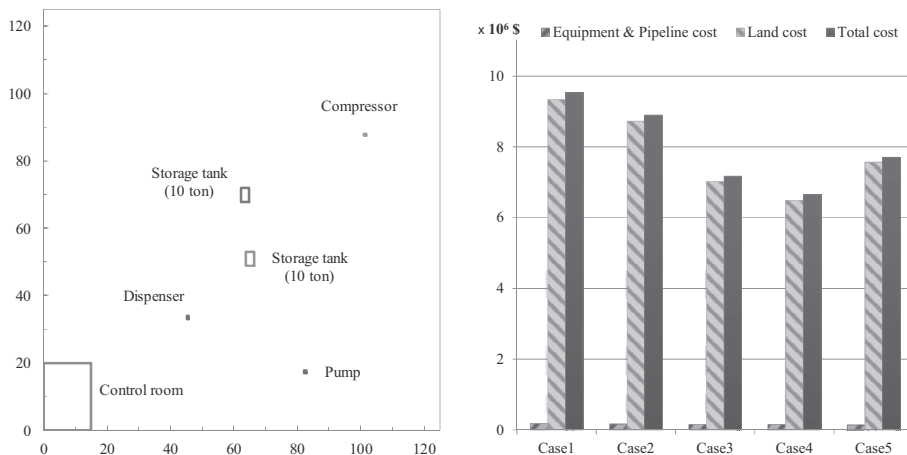 120
100
80
60
40
20
0
0 20 40 60 80 100 120
Compressor
Storage tank
(10 ton)
Storage tank
(10 ton)
Dispenser
Pump
Control room
x 10⁶ $
Equipment & Pipeline cost Land cost Total cost
10
8
6
4
2
0
Case1 Case2 Case3 Case4 Case5